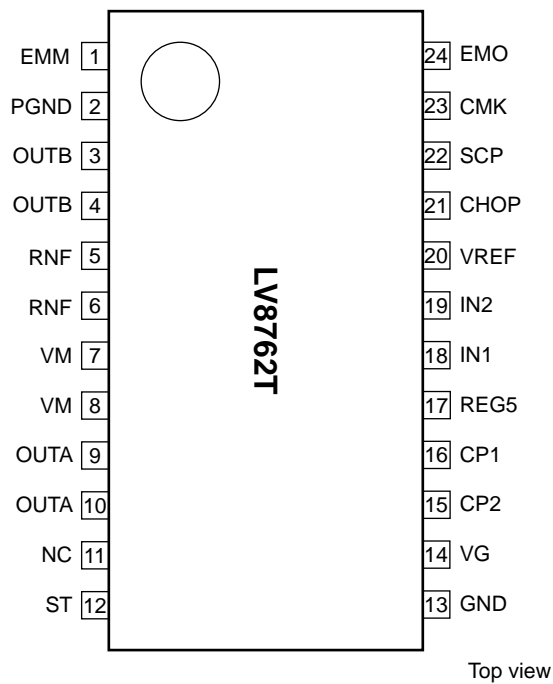 EMM 1
PGND 2
OUTB 3
OUTB 4
RNF 5
RNF 6
VM 7
VM 8
OUTA 9
OUTA 10
NC 11
ST 12
LV8762T
24 EMO
23 CMK
22 SCP
21 CHOP
20 VREF
19 IN2
18 IN1
17 REG5
16 CP1
15 CP2
14 VG
13 GND
Top view